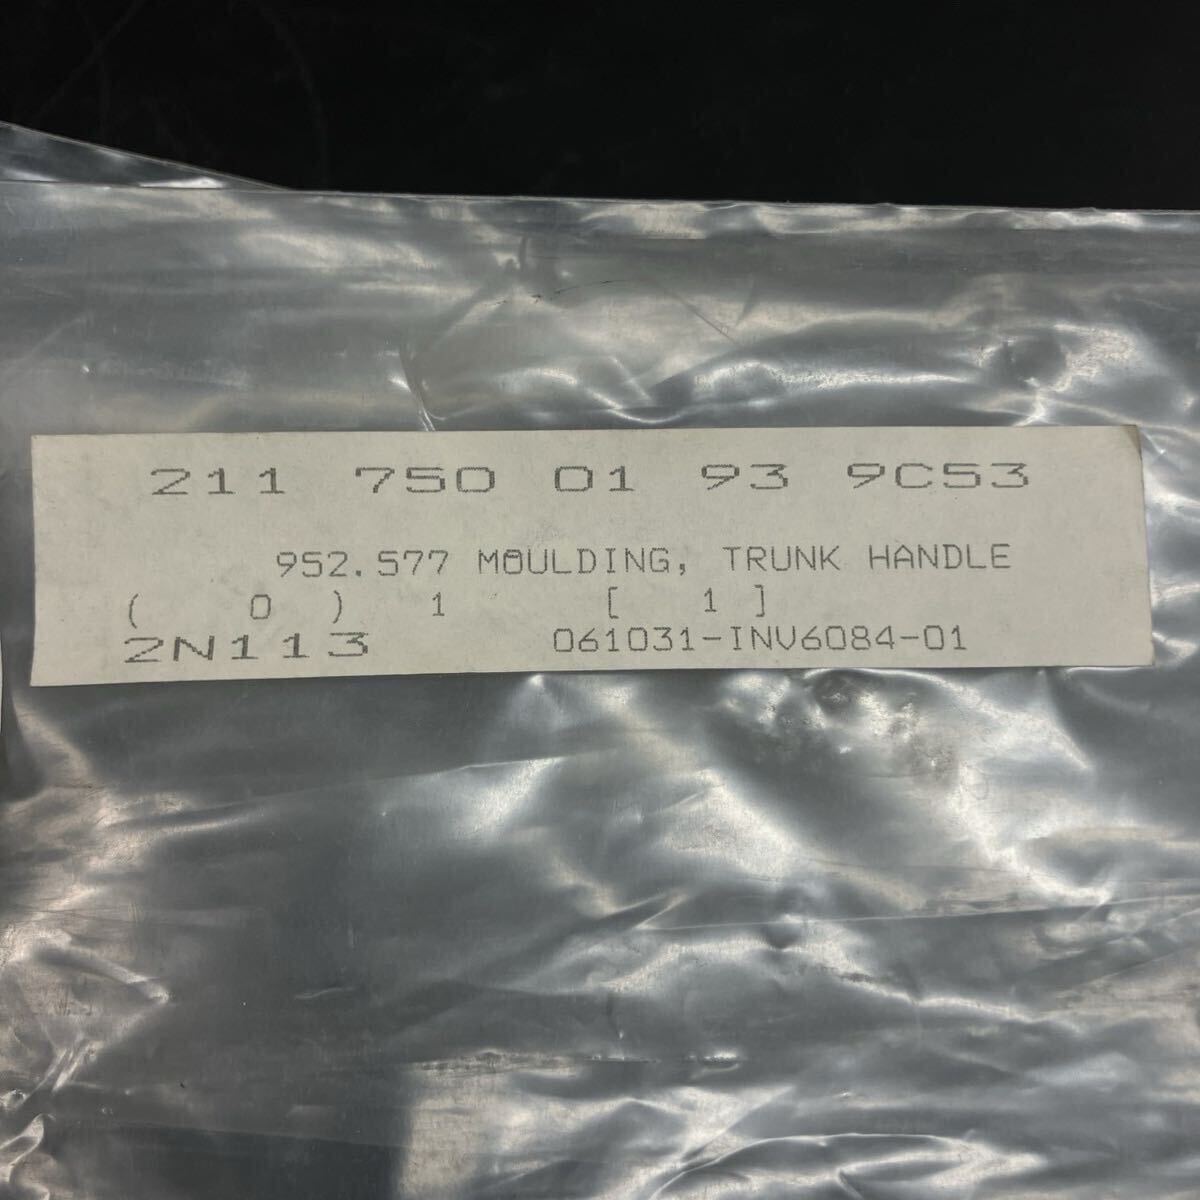 211 750 01 93 9C53
952.577 MOULDING, TRUNK HANDLE
( 0 ) 1 [ 1 ]
2N113 061031-INV6084-01